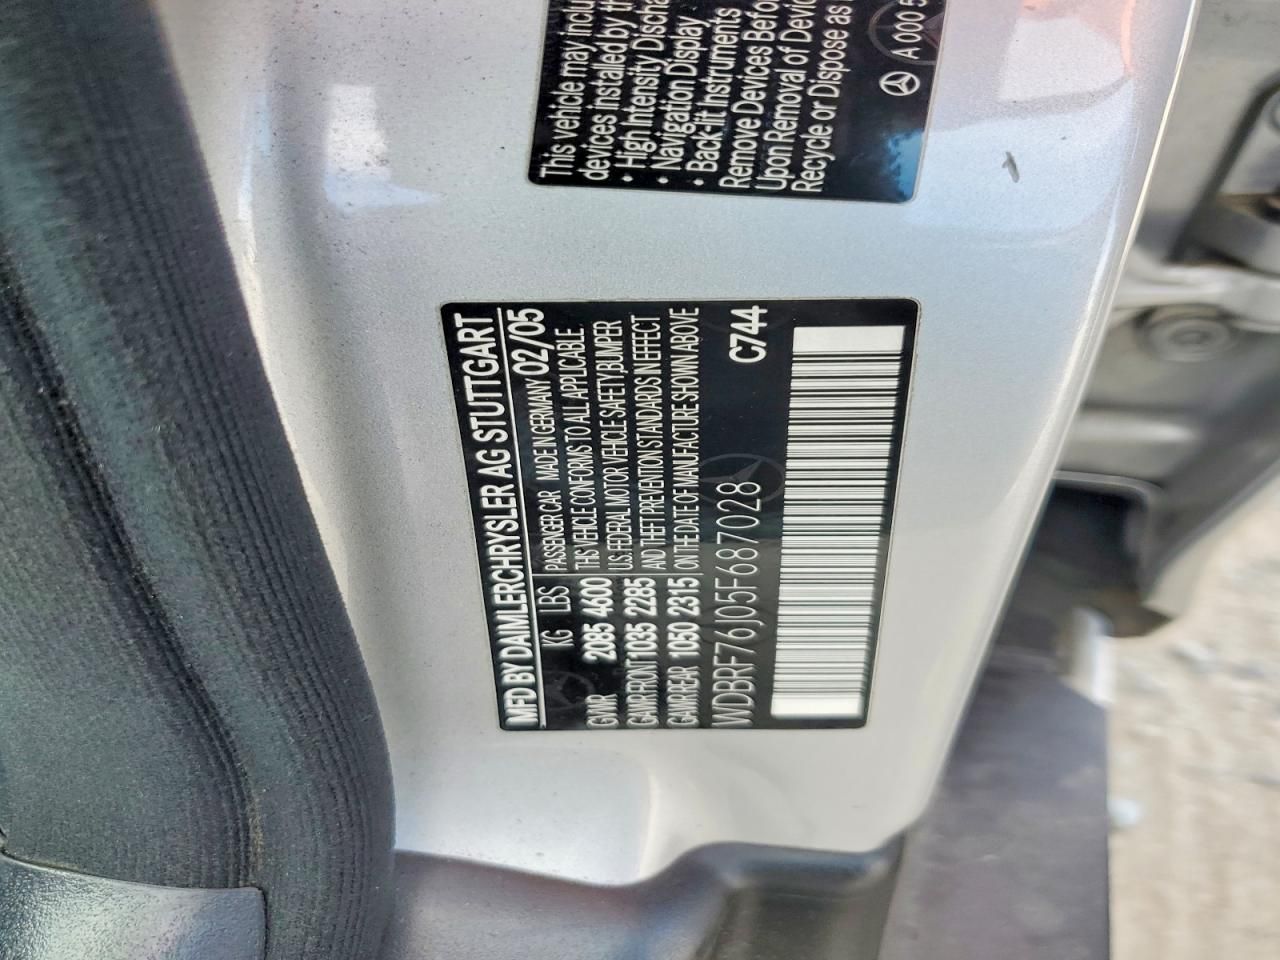 This vehicle may inclu
devices installed by th
• High Intensity Discha
• Navigation Display
• Back-lit Instruments
Remove Devices Befo
Upon Removal of Devic
Recycle or Dispose as
A 000 5
MFD BY DAIMLERCHRYSLER AG STUTTGART
KG LBS PASSENGER CAR MADE IN GERMANY 02/05
GVWR 2085 4600 THIS VEHICLE CONFORMS TO ALL APPLICABLE
U.S. FEDERAL MOTOR VEHICLE SAFETY,BUMPER
GAWR FRONT 1035 2285 AND THEFT PREVENTION STANDARDS IN EFFECT
GAWR REAR 1050 2315 ON THE DATE OF MANUFACTURE SHOWN ABOVE
WDBRF76J05F687028 C744